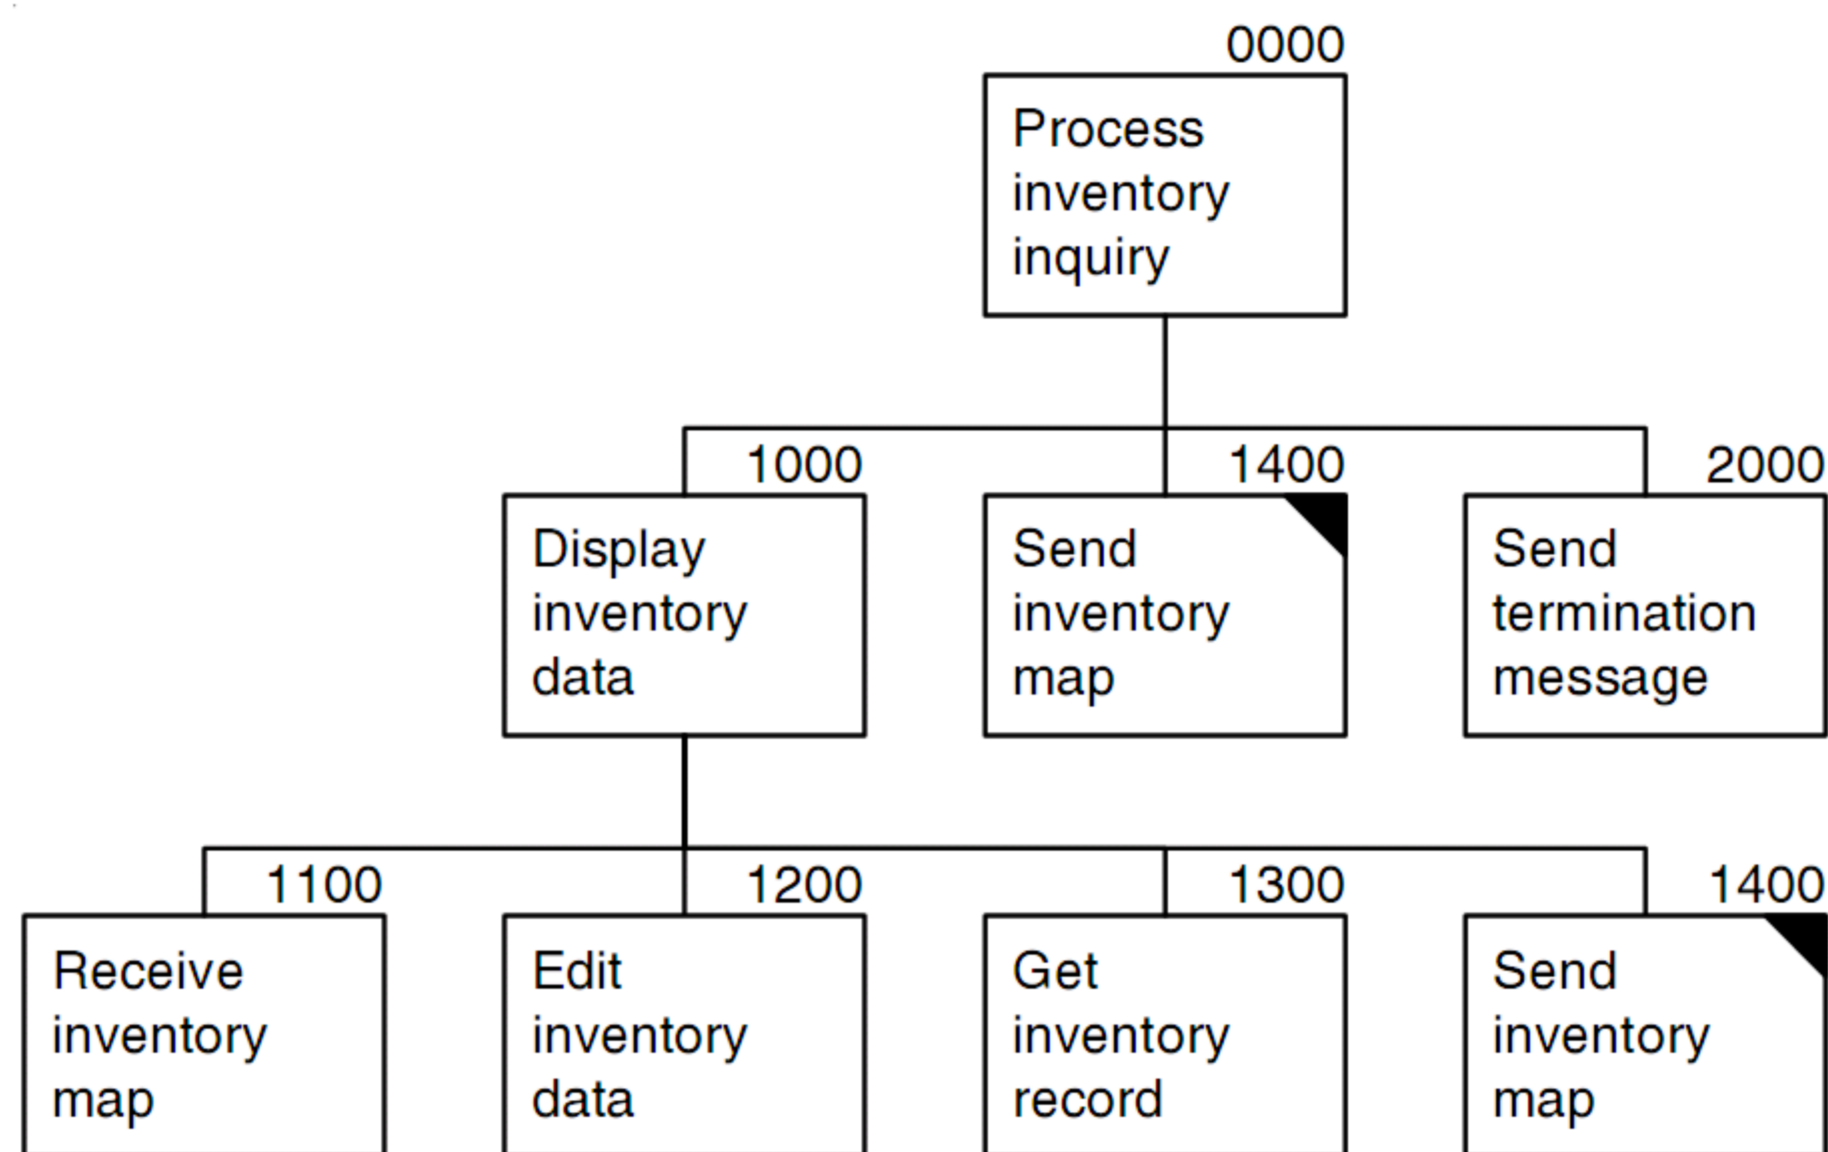 0000
Process
inventory
inquiry
1000
Display
inventory
data
1400
Send
inventory
map
2000
Send
termination
message
1100
Receive
inventory
map
1200
Edit
inventory
data
1300
Get
inventory
record
1400
Send
inventory
map